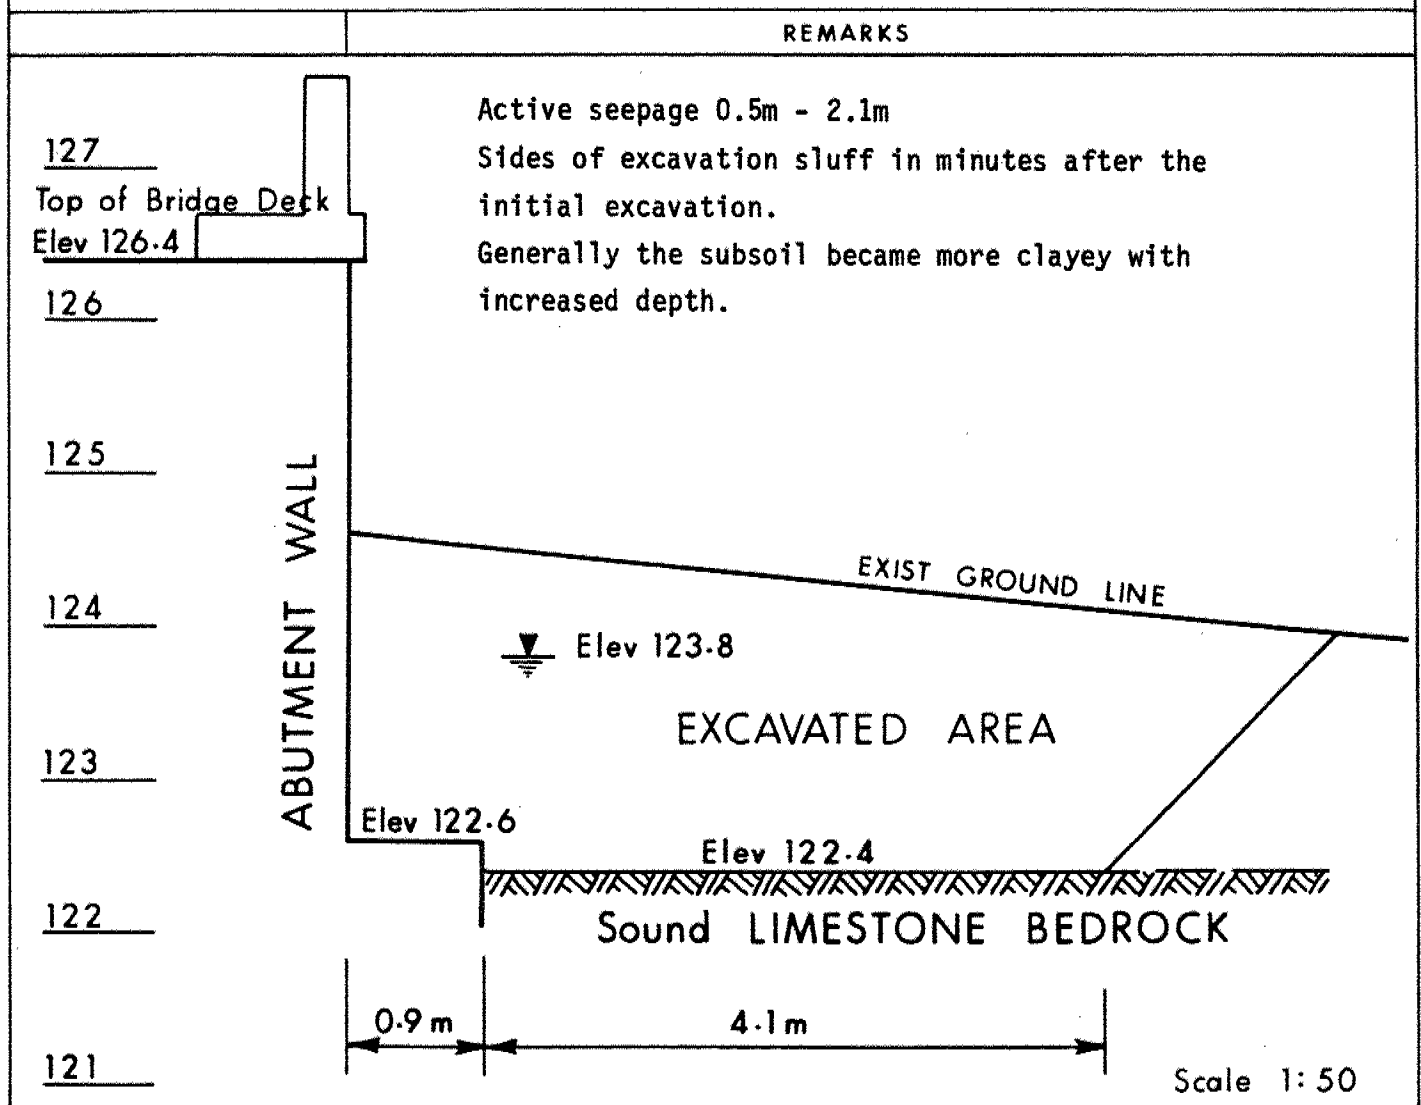 REMARKS
Active seepage 0.5m - 2.1m
Sides of excavation sluff in minutes after the
initial excavation.
Generally the subsoil became more clayey with
increased depth.
127
Top of Bridge Deck
Elev 126.4
126
125
124
123
122
121
ABUTMENT WALL
EXIST GROUND LINE
Elev 123.8
EXCAVATED AREA
Elev 122.6
Elev 122.4
Sound LIMESTONE BEDROCK
0.9 m
4.1 m
Scale 1:50